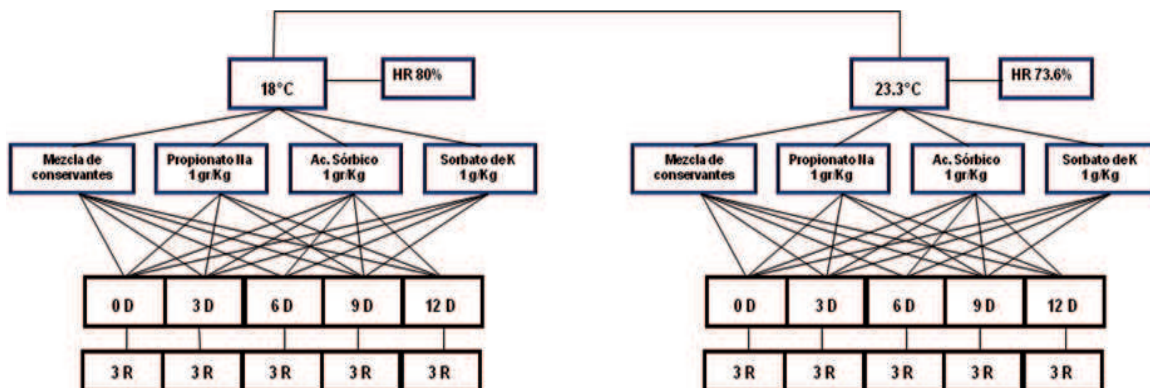 18°C
HR 80%
23.3°C
HR 73.6%
Mezcla de
conservantes
Propionato IIa
1 gr/Kg
Ac. Sórbico
1 gr/Kg
Sorbato de K
1 g/Kg
Mezcla de
conservantes
Propionato IIa
1 gr/Kg
Ac. Sórbico
1 gr/Kg
Sorbato de K
1 g/Kg
0 D
3 D
6 D
9 D
12 D
0 D
3 D
6 D
9 D
12 D
3 R
3 R
3 R
3 R
3 R
3 R
3 R
3 R
3 R
3 R